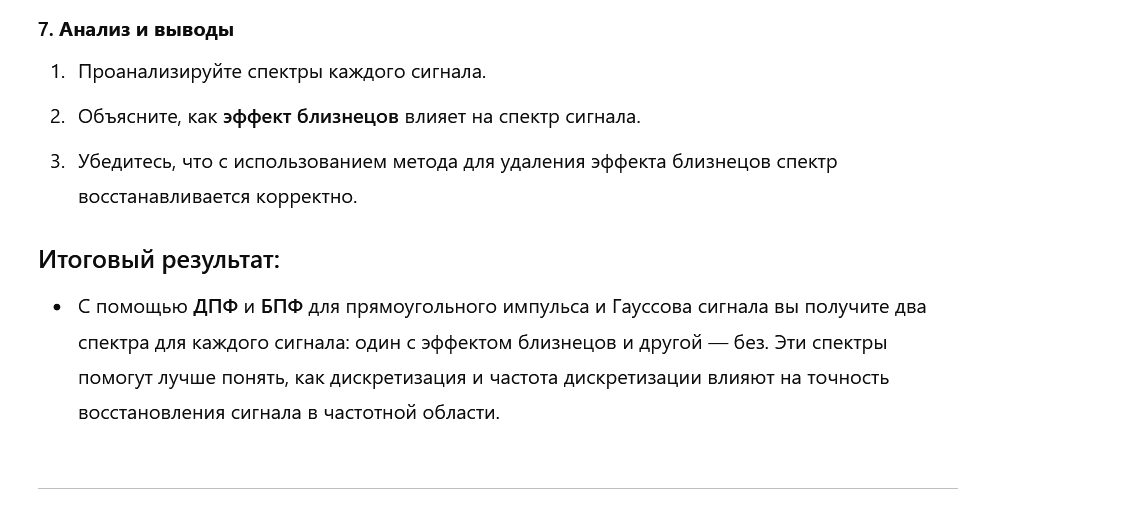 7. Анализ и выводы
1. Проанализируйте спектры каждого сигнала.
2. Объясните, как эффект близнецов влияет на спектр сигнала.
3. Убедитесь, что с использованием метода для удаления эффекта близнецов спектр
восстанавливается корректно.
Итоговый результат:
• С помощью ДПФ и БПФ для прямоугольного импульса и Гауссова сигнала вы получите два
спектра для каждого сигнала: один с эффектом близнецов и другой — без. Эти спектры
помогут лучше понять, как дискретизация и частота дискретизации влияют на точность
восстановления сигнала в частотной области.